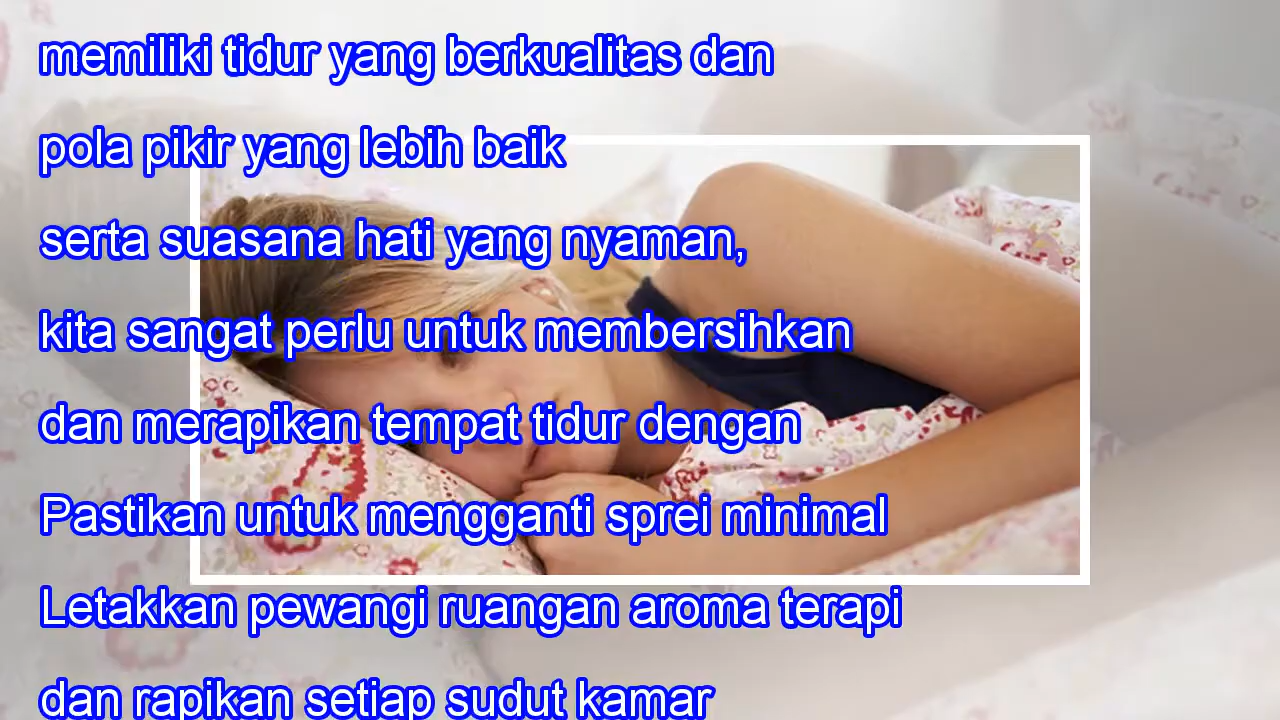 memiliki tidur yang berkualitas dan
pola pikir yang lebih baik
serta suasana hati yang nyaman,
kita sangat perlu untuk membersihkan
dan merapikan tempat tidur dengan
Pastikan untuk mengganti sprei minimal
Letakkan pewangi ruangan aroma terapi
dan rapikan setiap sudut kamar